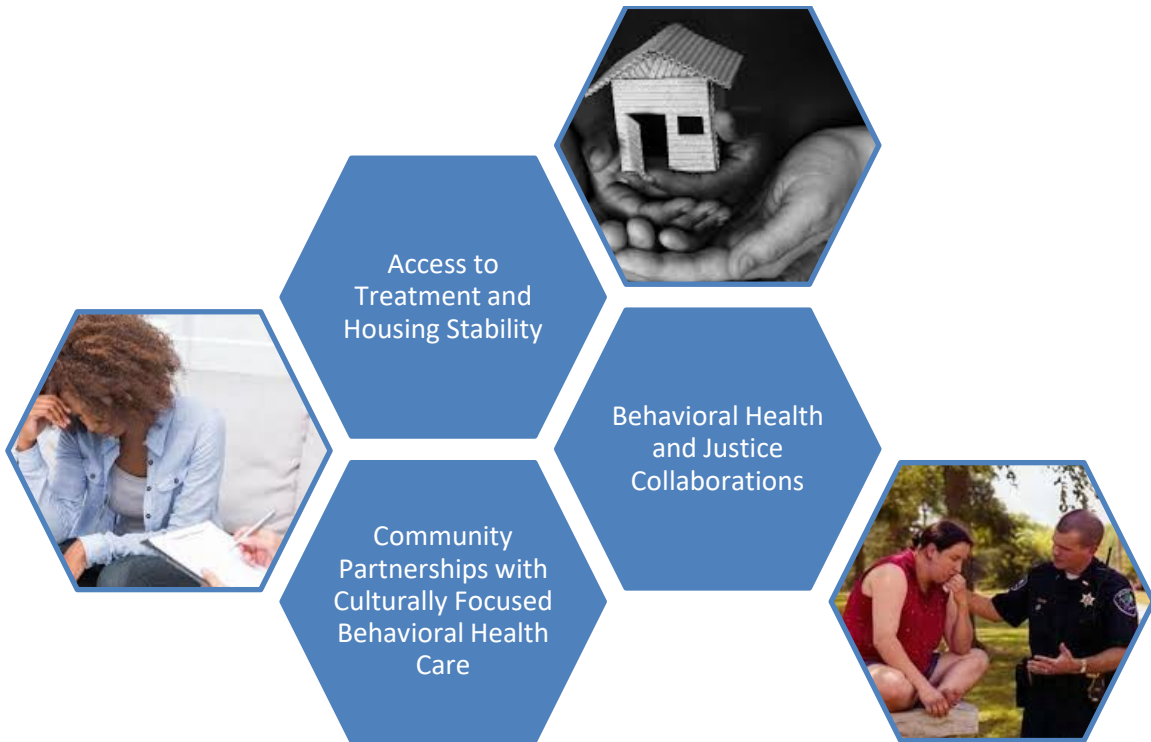 Access to
Treatment and
Housing Stability
Behavioral Health
and Justice
Collaborations
Community
Partnerships with
Culturally Focused
Behavioral Health
Care